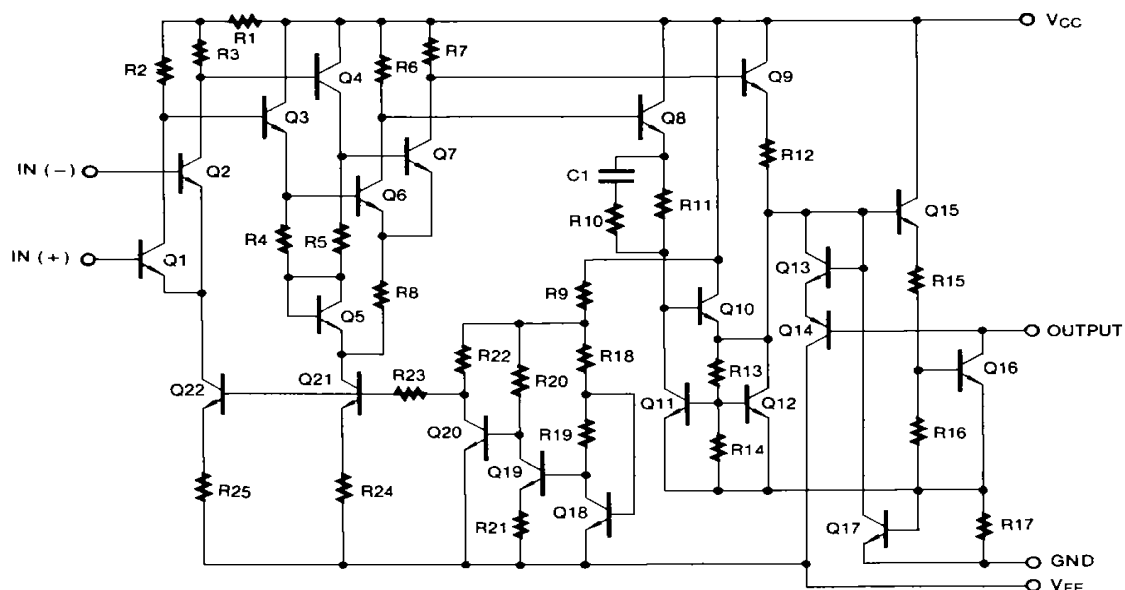 VCC
R1
R3
R7
R2
Q4
R6
Q9
Q3
Q8
IN (−)
Q2
Q7
R12
C1
Q6
R11
R10
Q15
R4
R5
IN (+)
Q1
Q13
R15
R8
R9
Q5
Q10
Q14
OUTPUT
R22
R18
R13
Q16
Q22
Q21
R23
R20
Q11
Q12
Q20
R19
R14
R16
Q19
R25
R24
R21
Q18
Q17
R17
GND
VEE